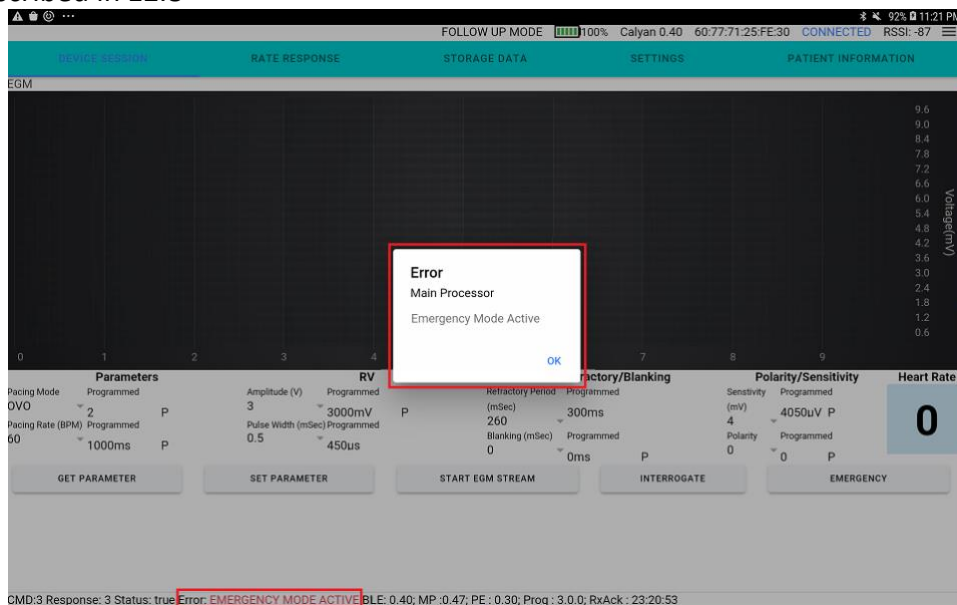 FOLLOW UP MODE 100% Calyan 0.40 60:77:71:25:FE:30 CONNECTED RSSI: -87
92% 11:21 PM
DEVICE SESSION RATE RESPONSE STORAGE DATA SETTINGS PATIENT INFORMATION
EGM
9.6
9.0
8.4
7.8
7.2
6.6
6.0
5.4
4.8
4.2
3.6
3.0
2.4
1.8
1.2
0.6
Voltage(mV)
Error
Main Processor
Emergency Mode Active
OK
0 1 2 3 4 7 8 9
Parameters RV Refractory/Blanking Polarity/Sensitivity Heart Rate
Pacing Mode Programmed Amplitude (V) Programmed Refractory Period Programmed Senstivity Programmed
OVO 2 P 3 3000mV P (mSec) 260 300ms (mV) 4 4050uV P 0
Pacing Rate (BPM) Programmed Pulse Width (mSec) Programmed Blanking (mSec) Programmed Polarity Programmed
60 1000ms P 0.5 450us 0 0ms P 0 0 P
GET PARAMETER SET PARAMETER START EGM STREAM INTERROGATE EMERGENCY
CMD:3 Response: 3 Status: true Error: EMERGENCY MODE ACTIVE BLE: 0.40; MP :0.47; PE : 0.30; Prog : 3.0.0; RxAck : 23:20:53